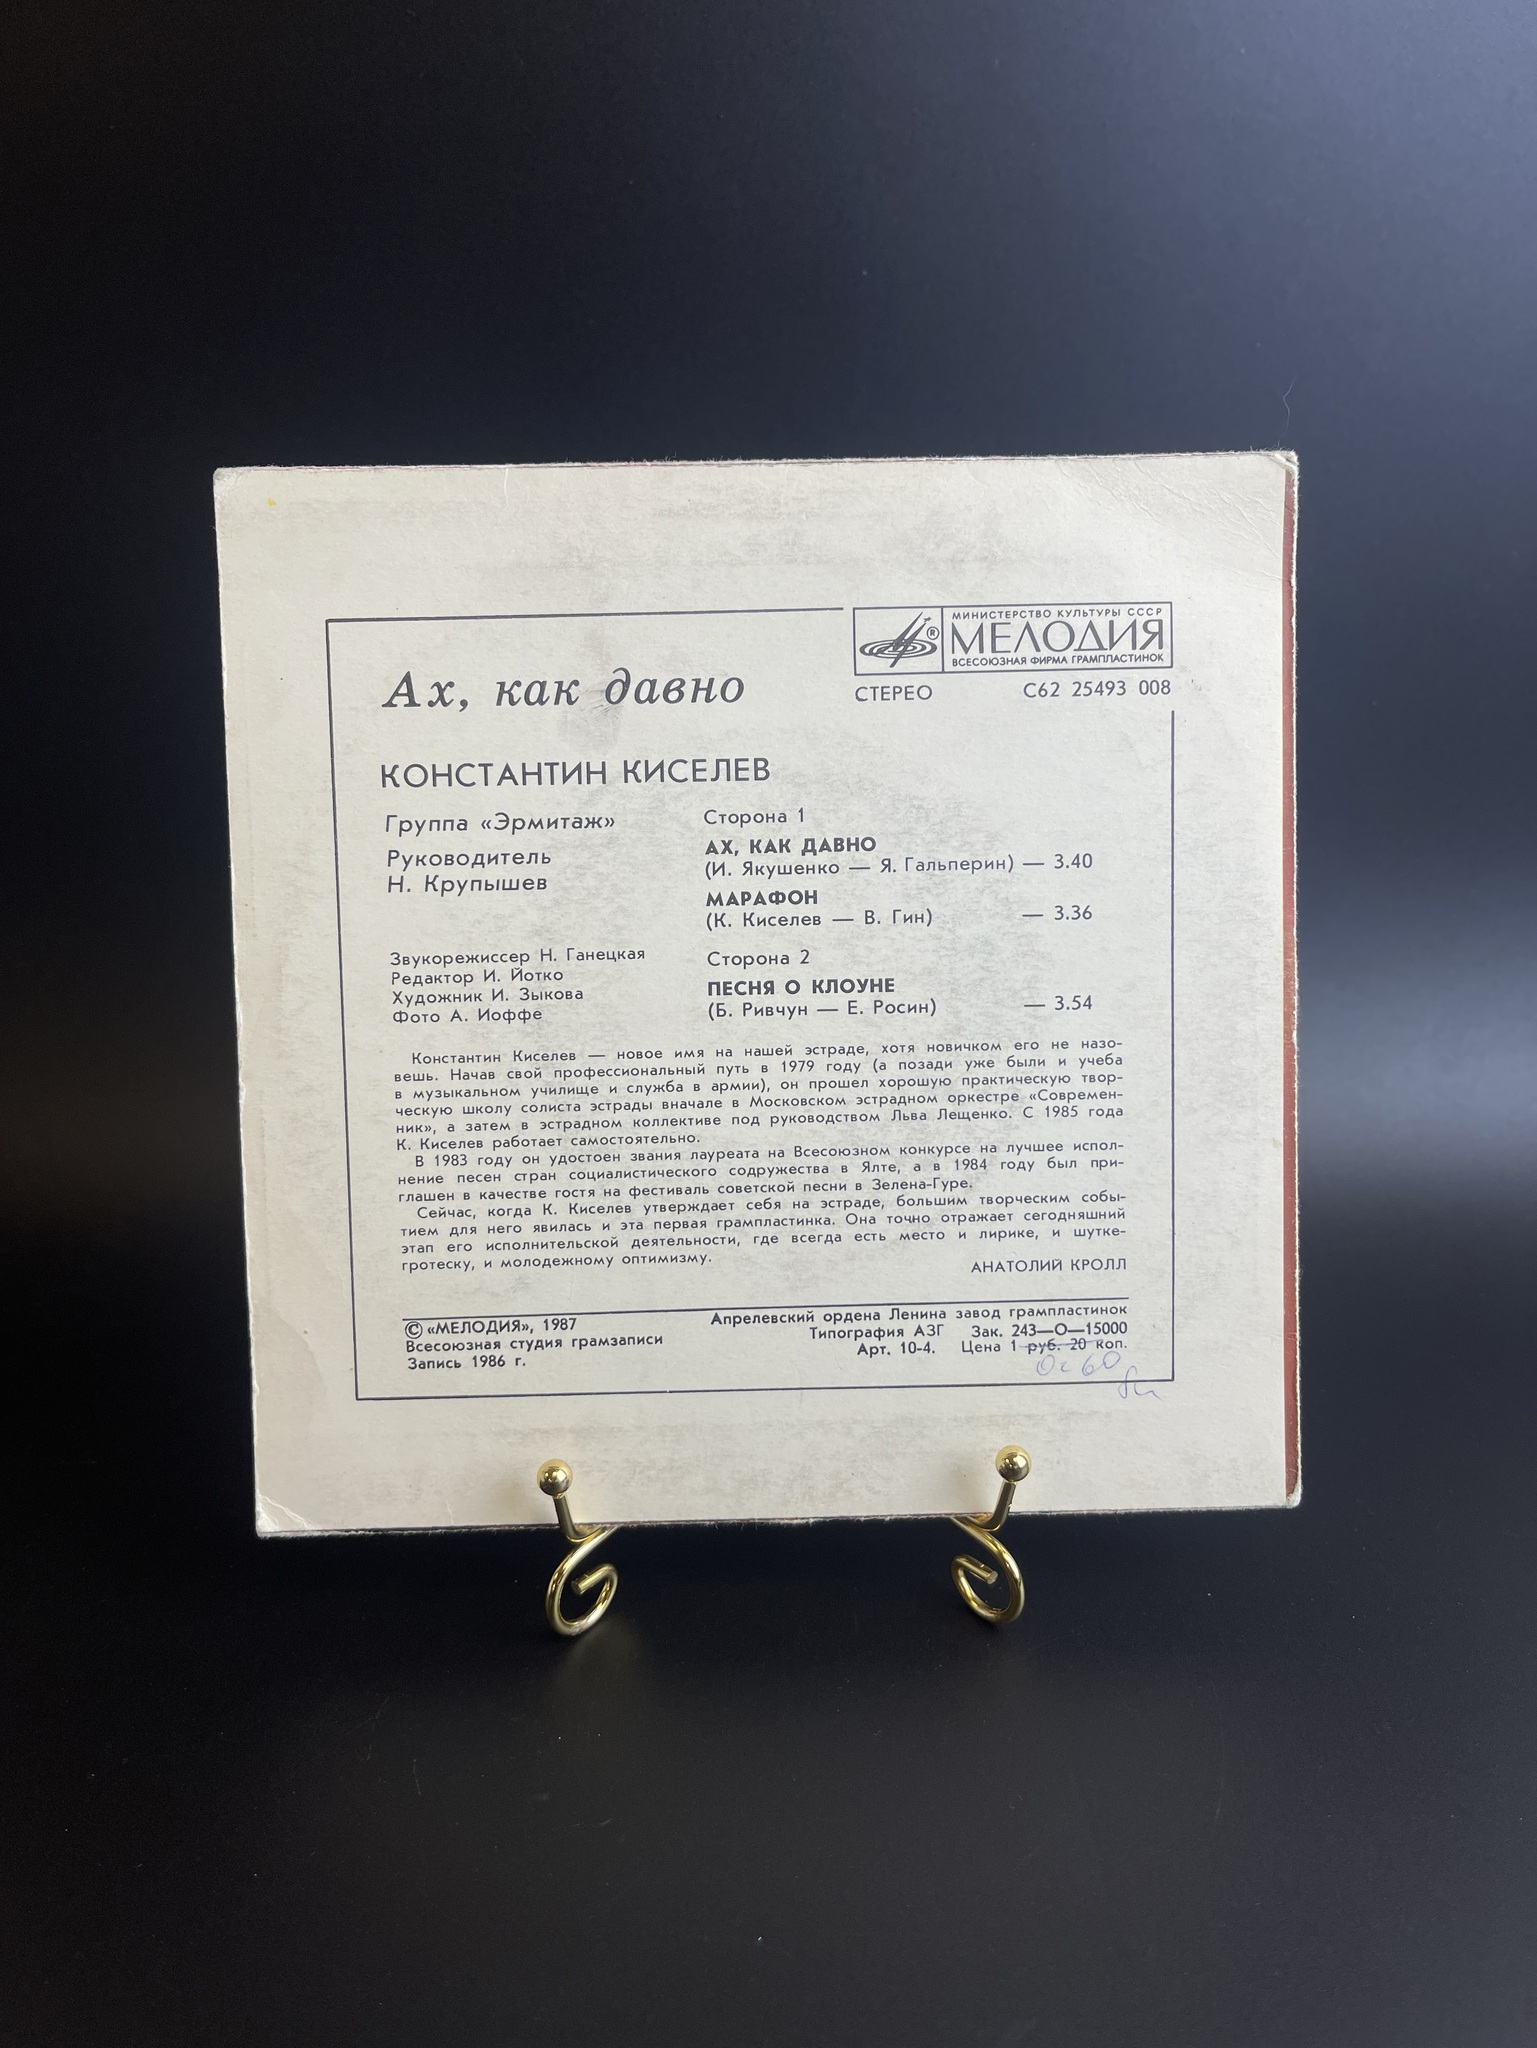 МИНИСТЕРСТВО КУЛЬТУРЫ СССР
МЕЛОДИЯ
ВСЕСОЮЗНАЯ ФИРМА ГРАМПЛАСТИНОК
®
СТЕРЕО С62 25493 008
Ах, как давно
КОНСТАНТИН КИСЕЛЕВ
Группа «Эрмитаж»
Руководитель
Н. Крупышев
Звукорежиссер Н. Ганецкая
Редактор И. Йотко
Художник И. Зыкова
Фото А. Иоффе
Сторона 1
АХ, КАК ДАВНО
(И. Якушенко — Я. Гальперин) — 3.40
МАРАФОН
(К. Киселев — В. Гин) — 3.36
Сторона 2
ПЕСНЯ О КЛОУНЕ
(Б. Ривчун — Е. Росин) — 3.54
Константин Киселев — новое имя на нашей эстраде, хотя новичком его не назо-
вешь. Начав свой профессиональный путь в 1979 году (а позади уже были и учеба
в музыкальном училище и служба в армии), он прошел хорошую практическую твор-
ческую школу солиста эстрады вначале в Московском эстрадном оркестре «Современ-
ник», а затем в эстрадном коллективе под руководством Льва Лещенко. С 1985 года
К. Киселев работает самостоятельно.
В 1983 году он удостоен звания лауреата на Всесоюзном конкурсе на лучшее испол-
нение песен стран социалистического содружества в Ялте, а в 1984 году был при-
глашен в качестве гостя на фестиваль советской песни в Зелена-Гуре.
Сейчас, когда К. Киселев утверждает себя на эстраде, большим творческим собы-
тием для него явилась и эта первая грампластинка. Она точно отражает сегодняшний
этап его исполнительской деятельности, где всегда есть место и лирике, и шутке-
гротеску, и молодежному оптимизму.
АНАТОЛИЙ КРОЛЛ
© «МЕЛОДИЯ», 1987
Всесоюзная студия грамзаписи
Запись 1986 г.
Апрелевский ордена Ленина завод грампластинок
Типография АЗГ Зак. 243—О—15000
Арт. 10-4. Цена 1 руб. 20 коп.